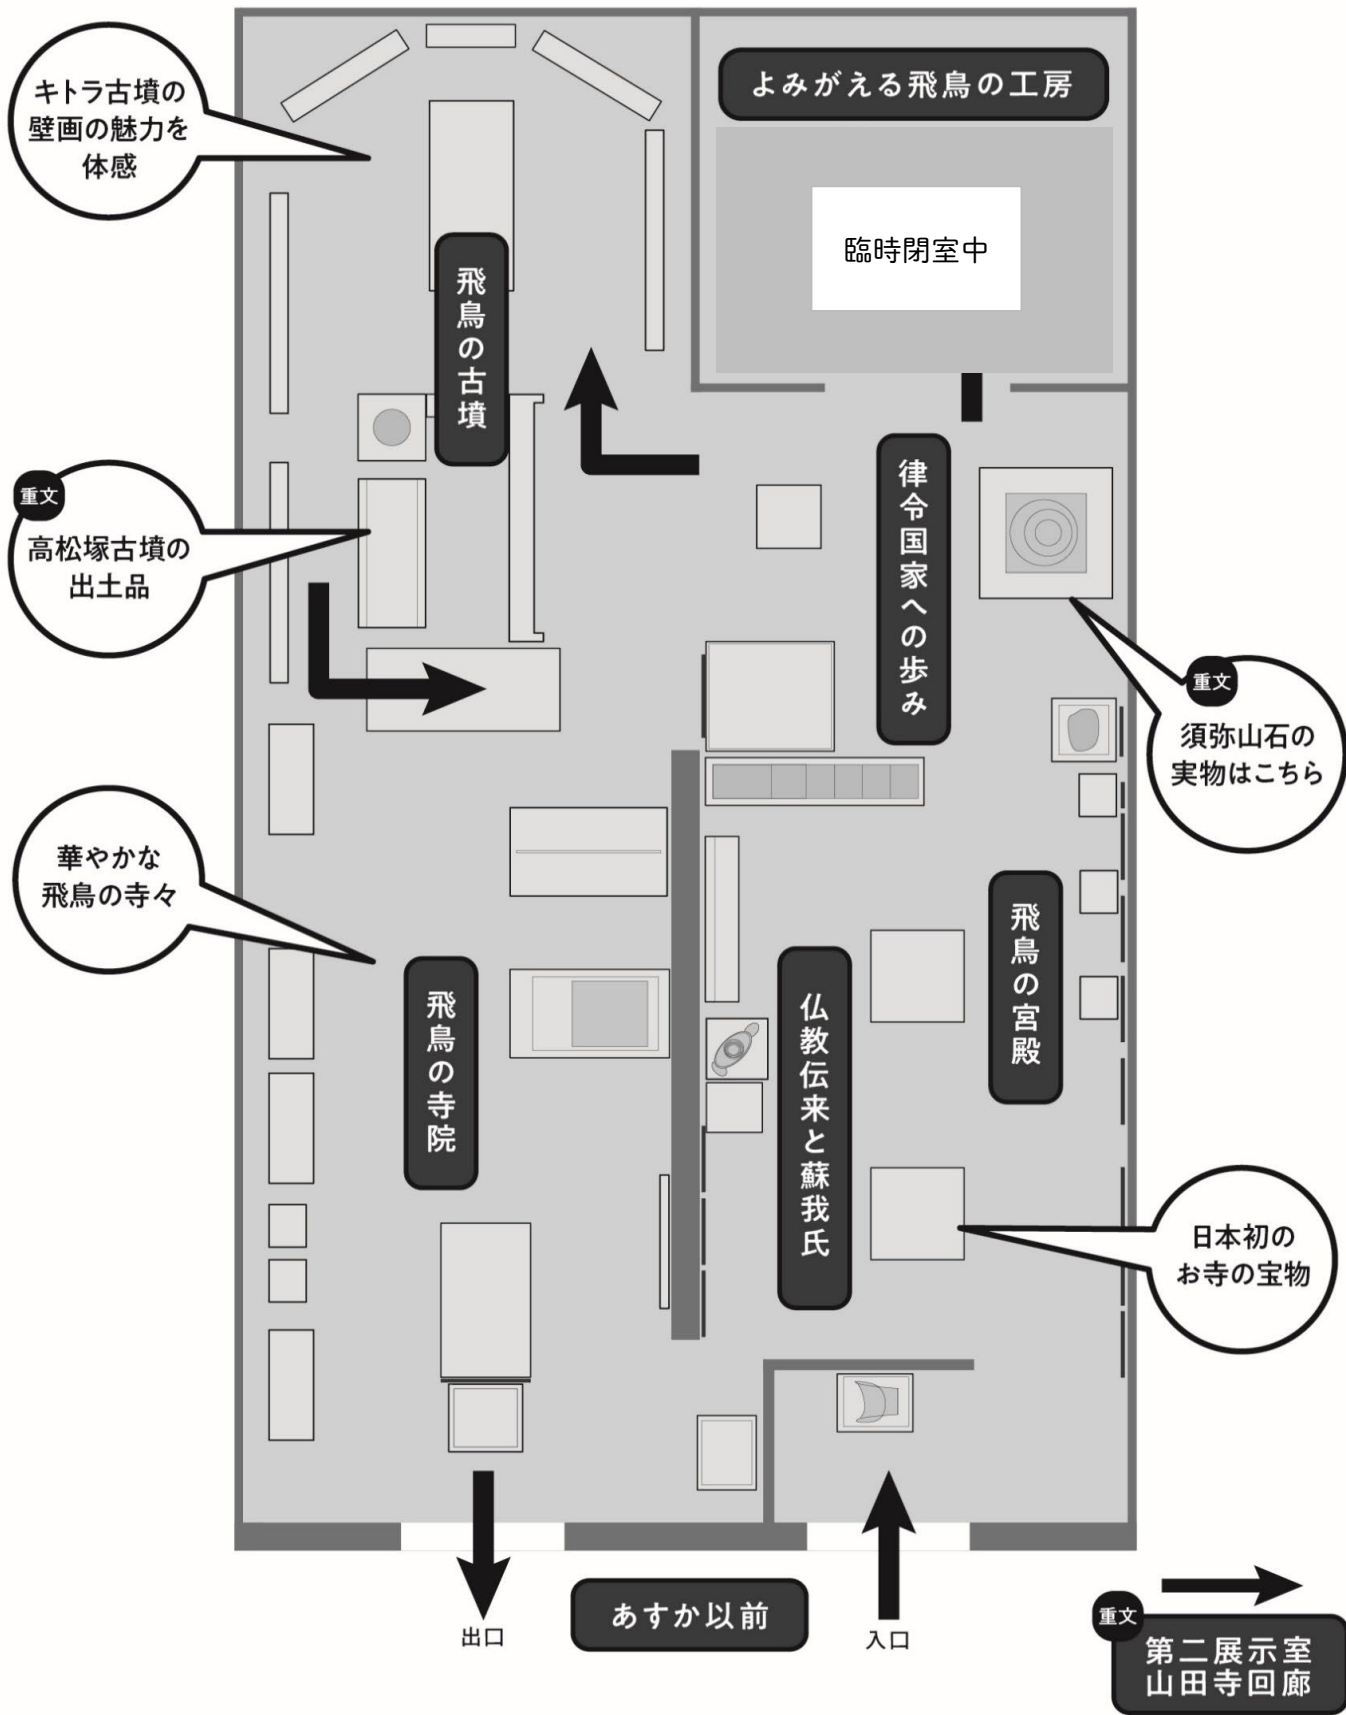 キトラ古墳の
壁画の魅力を
体感
よみがえる飛鳥の工房
臨時閉室中
飛鳥の古墳
律令国家への歩み
重文
高松塚古墳の
出土品
重文
須弥山石の
実物はこちら
華やかな
飛鳥の寺々
飛鳥の宮殿
仏教伝来と蘇我氏
飛鳥の寺院
日本初の
お寺の宝物
出口
あすか以前
入口
重文
第二展示室
山田寺回廊